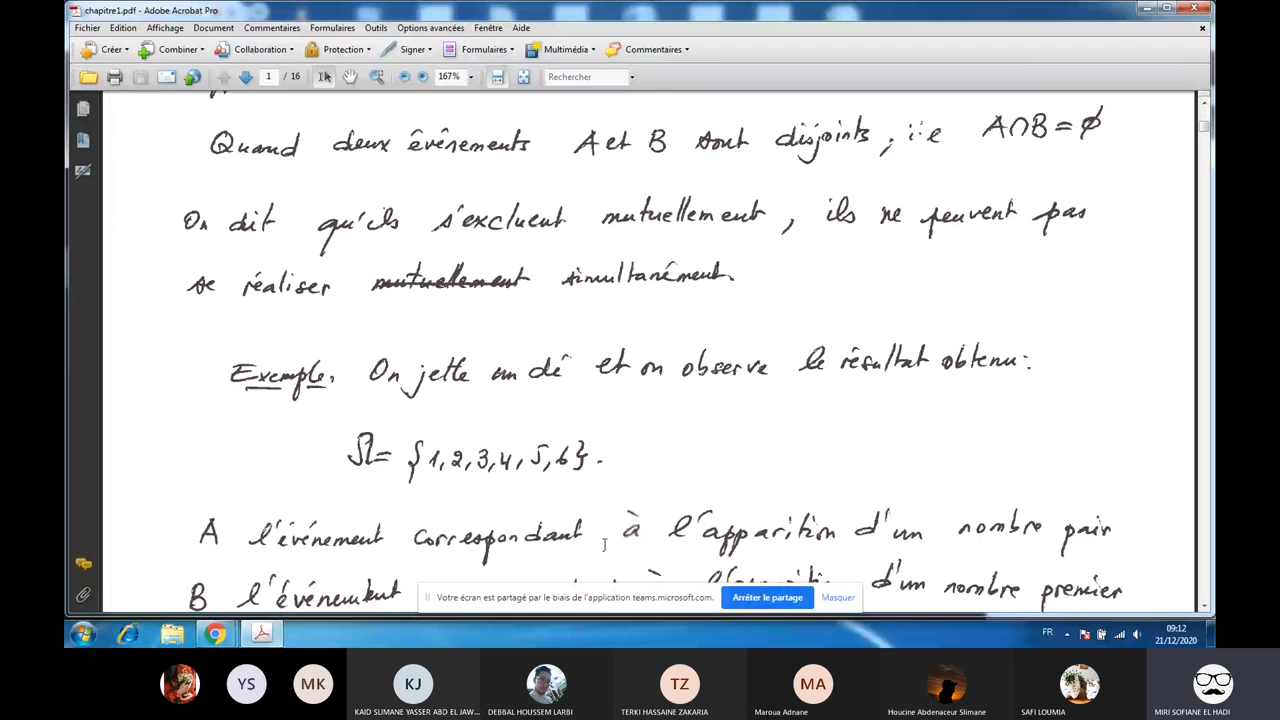 chapitre1.pdf - Adobe Acrobat Pro
Fichier Edition Affichage Document Commentaires Formulaires Outils Options avancées Fenêtre Aide
Créer Combiner Collaboration Protection Signer Formulaires Multimédia Commentaires
1 / 16 167% Rechercher
Quand deux événements A et B sont disjoints, i.e A∩B = ∅
On dit qu'ils s'excluent mutuellement, ils ne peuvent pas
se réaliser mutuellement simultanément.
Exemple. On jette un dé et on observe le résultat obtenu:
Ω = {1,2,3,4,5,6}.
A l'événement correspondant à l'apparition d'un nombre pair
B l'événement à l'apparition d'un nombre premier
Votre écran est partagé par le biais de l'application teams.microsoft.com. Arrêter le partage Masquer
FR 09:12
21/12/2020
YS MK KJ TZ MA
KAID SLIMANE YASSER ABD EL JAW... DEBBAL HOUSSEM LARBI TERKI HASSAINE ZAKARIA Maroua Adnane Houcine Abdenaceur Slimane SAFI LOUMIA MIRI SOFIANE EL HADI